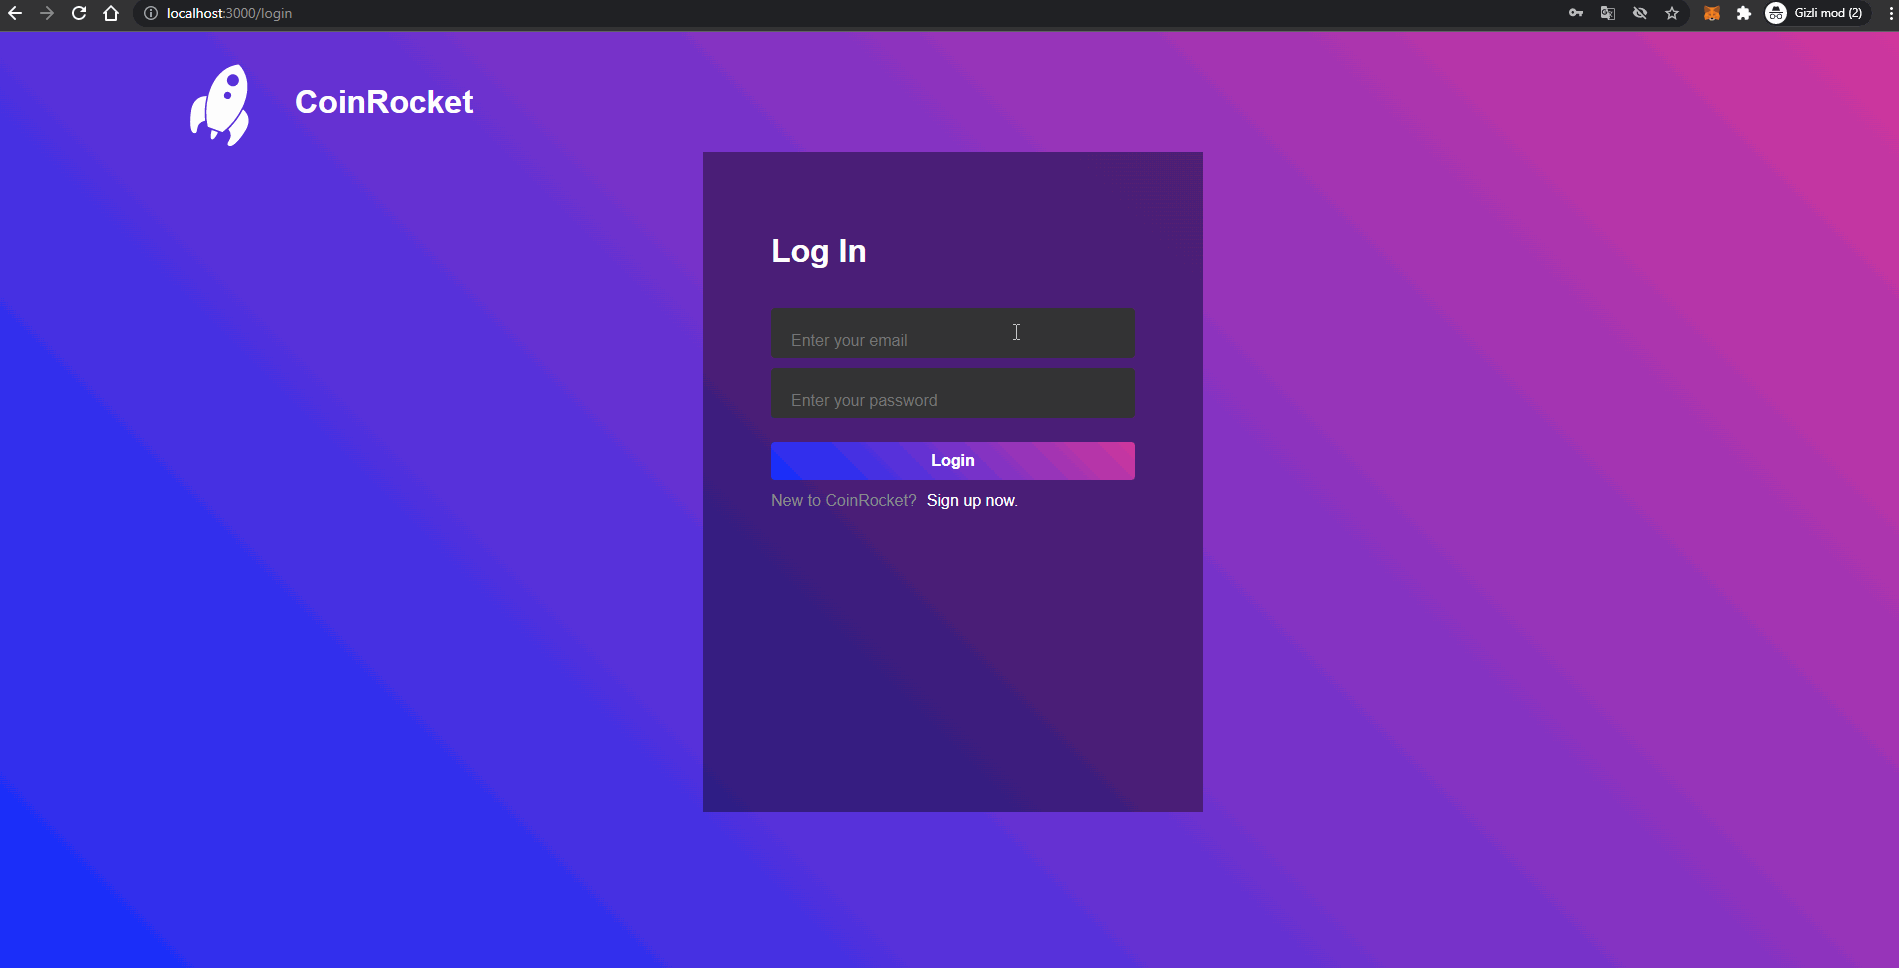 localhost:3000/login
Gizli mod (2)
CoinRocket
Log In
Enter your email
Enter your password
Login
New to CoinRocket? Sign up now.